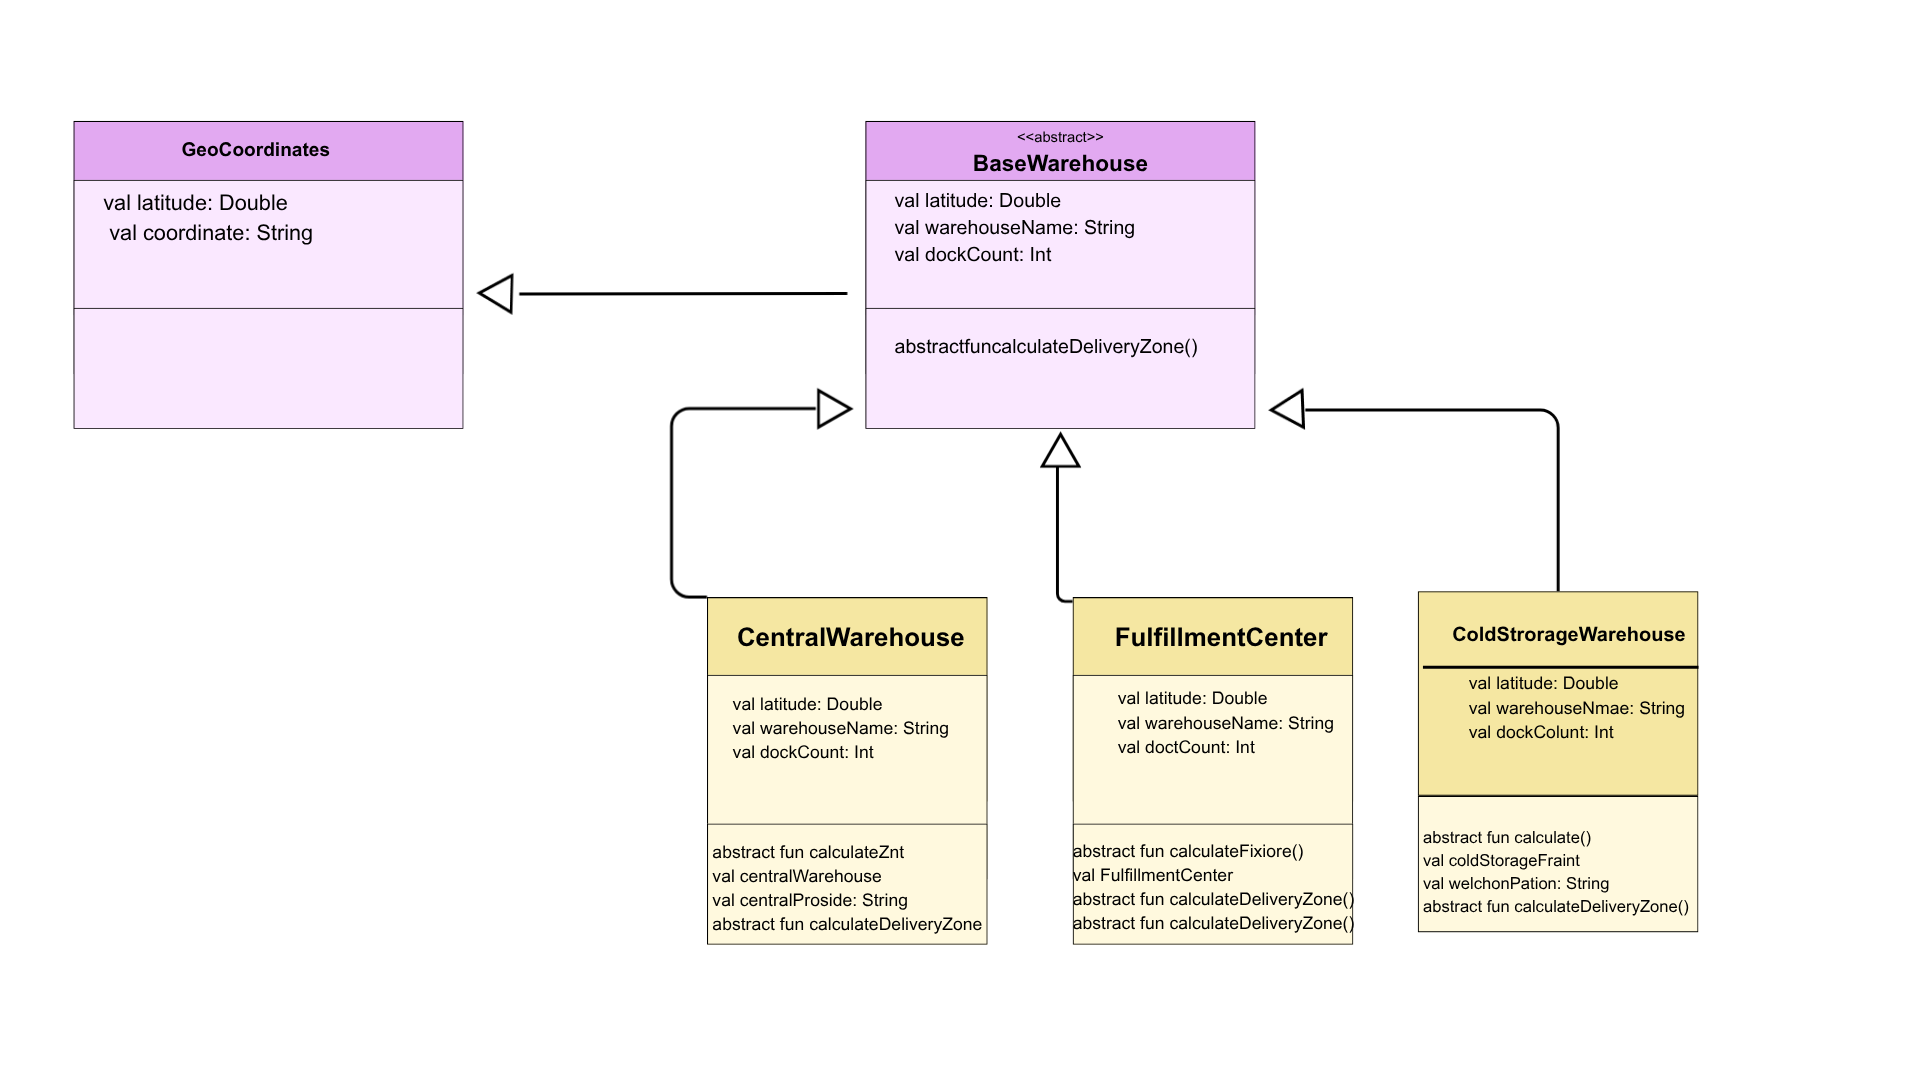 GeoCoordinates
val latitude: Double
val coordinate: String
<<abstract>>
BaseWarehouse
val latitude: Double
val warehouseName: String
val dockCount: Int
abstractfuncalculateDeliveryZone()
CentralWarehouse
val latitude: Double
val warehouseName: String
val dockCount: Int
abstract fun calculateZnt
val centralWarehouse
val centralProside: String
abstract fun calculateDeliveryZone
FulfillmentCenter
val latitude: Double
val warehouseName: String
val doctCount: Int
abstract fun calculateFixiore()
val FulfillmentCenter
abstract fun calculateDeliveryZone()
abstract fun calculateDeliveryZone()
ColdStrorageWarehouse
val latitude: Double
val warehouseNmae: String
val dockColunt: Int
abstract fun calculate()
val coldStorageFraint
val welchonPation: String
abstract fun calculateDeliveryZone()